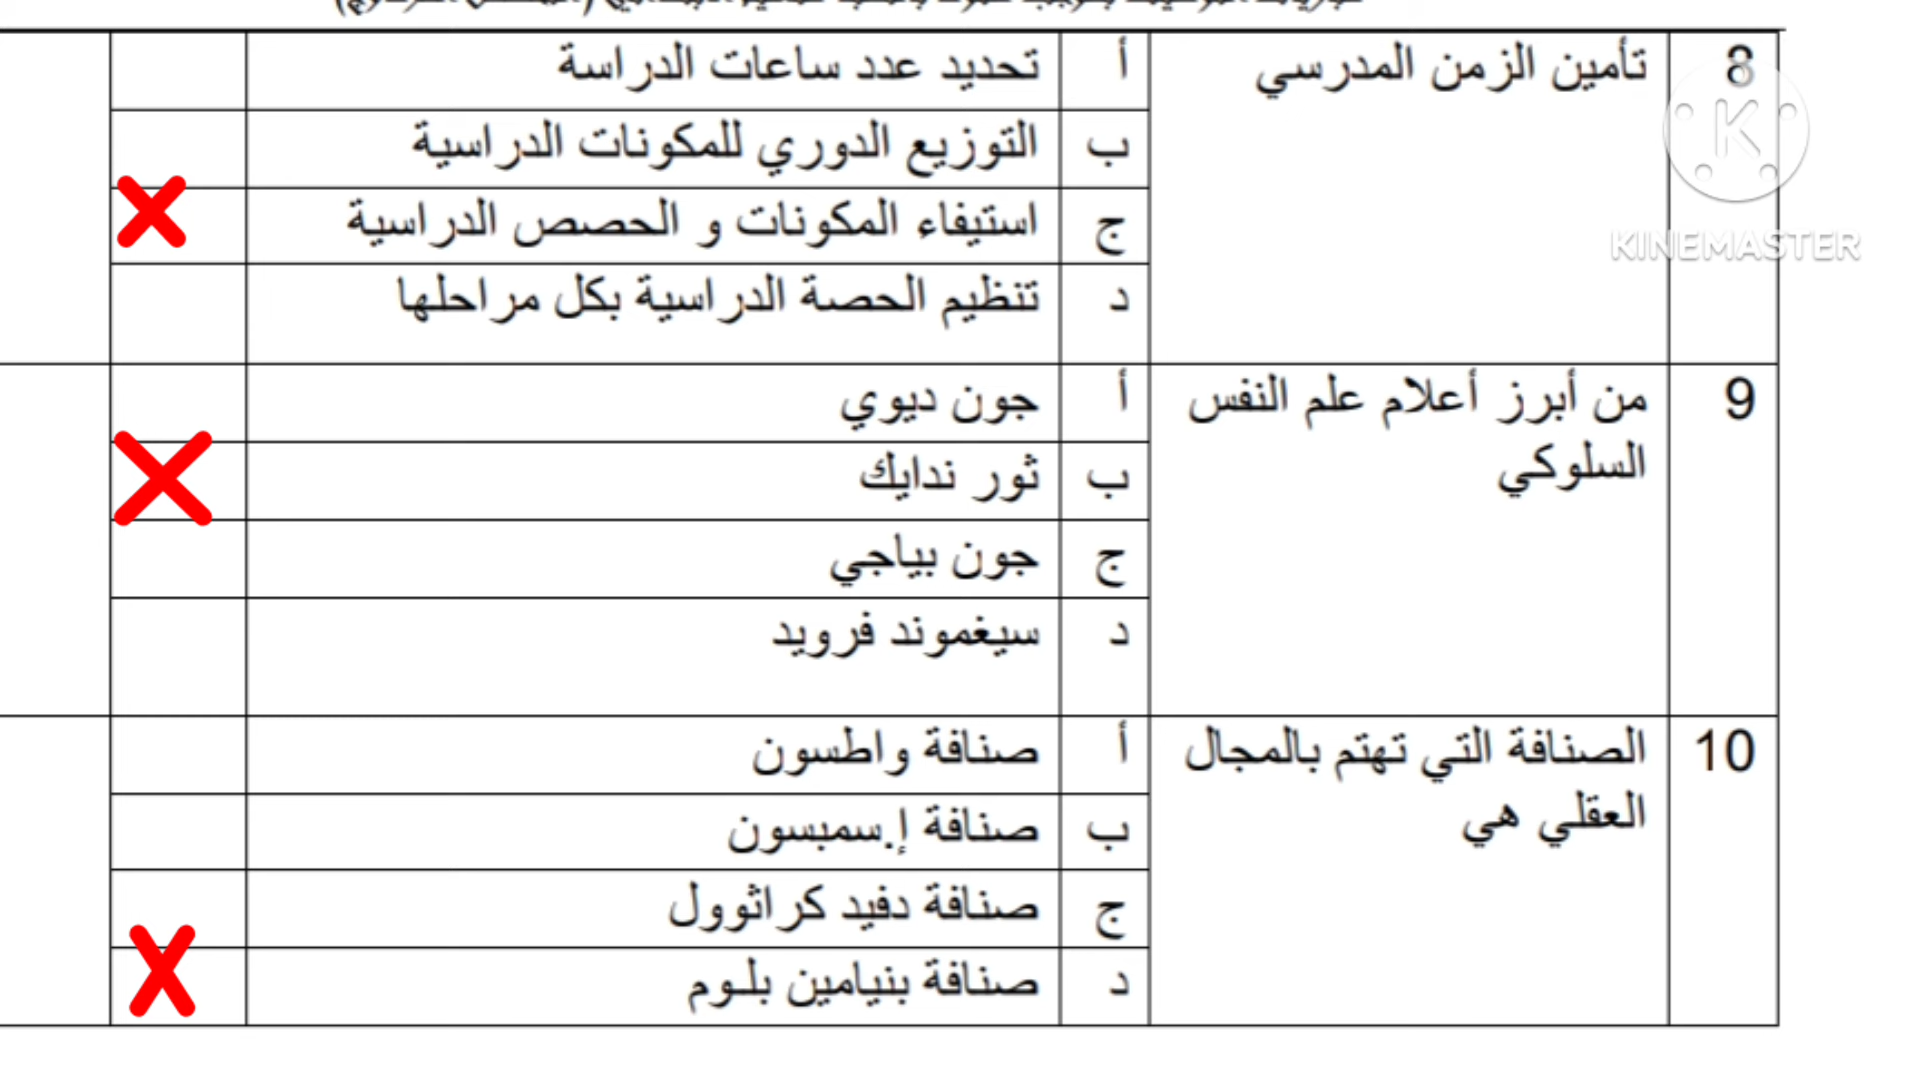 8 تأمين الزمن المدرسي أ تحديد عدد ساعات الدراسة
ب التوزيع الدوري للمكونات الدراسية
ج استيفاء المكونات و الحصص الدراسية
د تنظيم الحصة الدراسية بكل مراحلها
KINEMASTER
9 من أبرز أعلام علم النفس أ جون ديوي
السلوكي ب ثور ندايك
ج جون بياجي
د سيغموند فرويد
10 الصنافة التي تهتم بالمجال أ صنافة واطسون
العقلي هي ب صنافة إ.سمبسون
ج صنافة دفيد كراثوول
د صنافة بنيامين بلوم